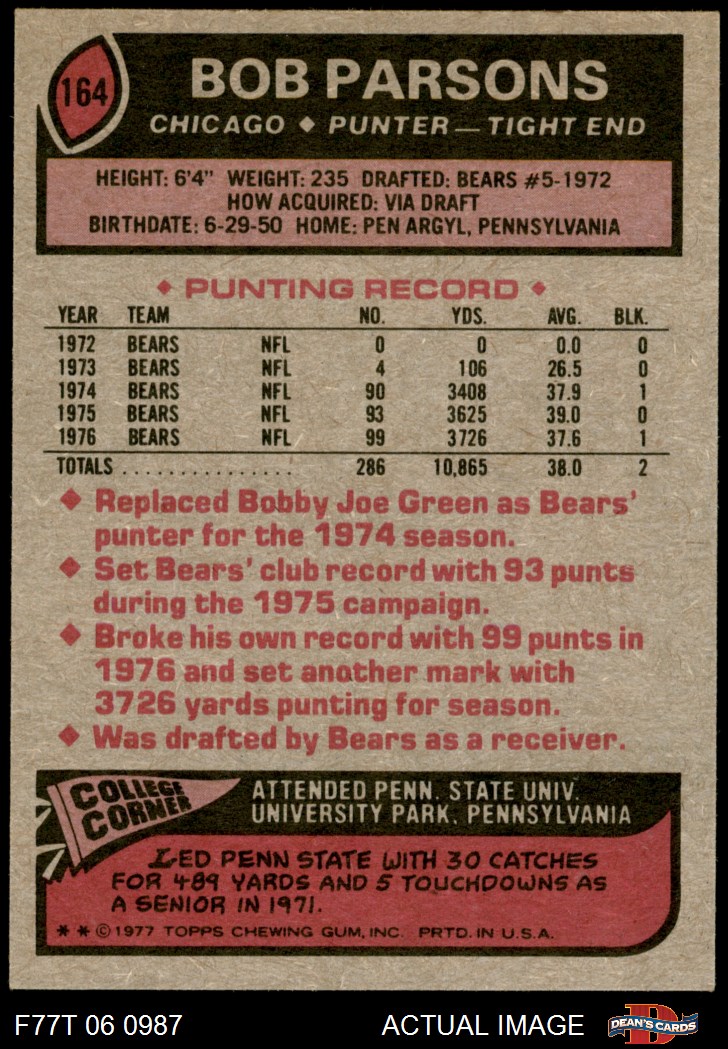 164
BOB PARSONS
CHICAGO ◆ PUNTER — TIGHT END
HEIGHT: 6'4" WEIGHT: 235 DRAFTED: BEARS #5-1972
HOW ACQUIRED: VIA DRAFT
BIRTHDATE: 6-29-50 HOME: PEN ARGYL, PENNSYLVANIA
◆ PUNTING RECORD ◆
YEAR TEAM NO. YDS. AVG. BLK.
1972 BEARS NFL 0 0 0.0 0
1973 BEARS NFL 4 106 26.5 0
1974 BEARS NFL 90 3408 37.9 1
1975 BEARS NFL 93 3625 39.0 0
1976 BEARS NFL 99 3726 37.6 1
TOTALS ................ 286 10,865 38.0 2
◆ Replaced Bobby Joe Green as Bears'
punter for the 1974 season.
◆ Set Bears' club record with 93 punts
during the 1975 campaign.
◆ Broke his own record with 99 punts in
1976 and set another mark with
3726 yards punting for season.
◆ Was drafted by Bears as a receiver.
COLLEGE
CORNER
ATTENDED PENN. STATE UNIV.
UNIVERSITY PARK, PENNSYLVANIA
LED PENN STATE WITH 30 CATCHES
FOR 489 YARDS AND 5 TOUCHDOWNS AS
A SENIOR IN 1971.
* * © 1977 TOPPS CHEWING GUM, INC. PRTD. IN U.S.A.
F77T 06 0987 ACTUAL IMAGE
D
DEAN'S CARDS